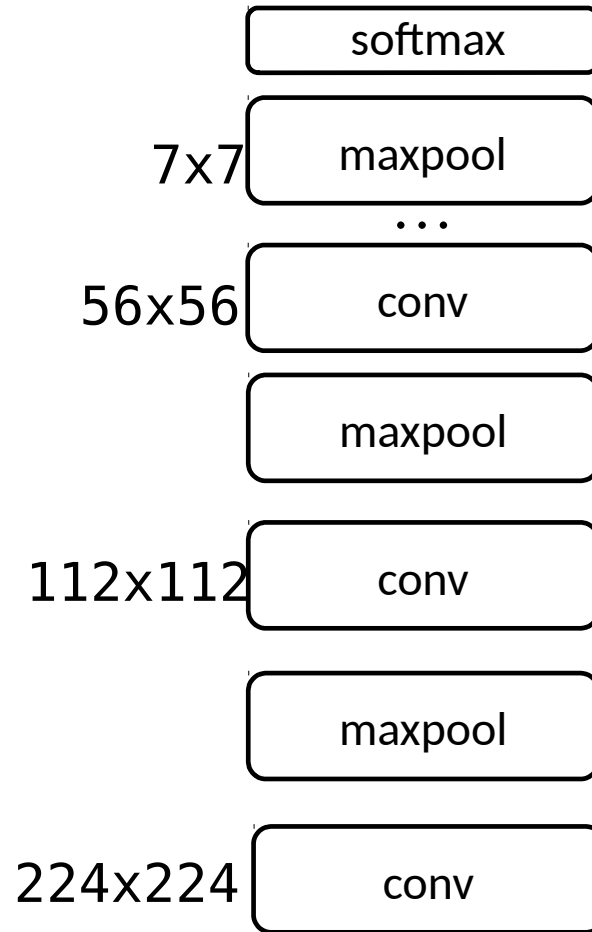 softmax
7x7 maxpool
...
56x56 conv
maxpool
112x112 conv
maxpool
224x224 conv